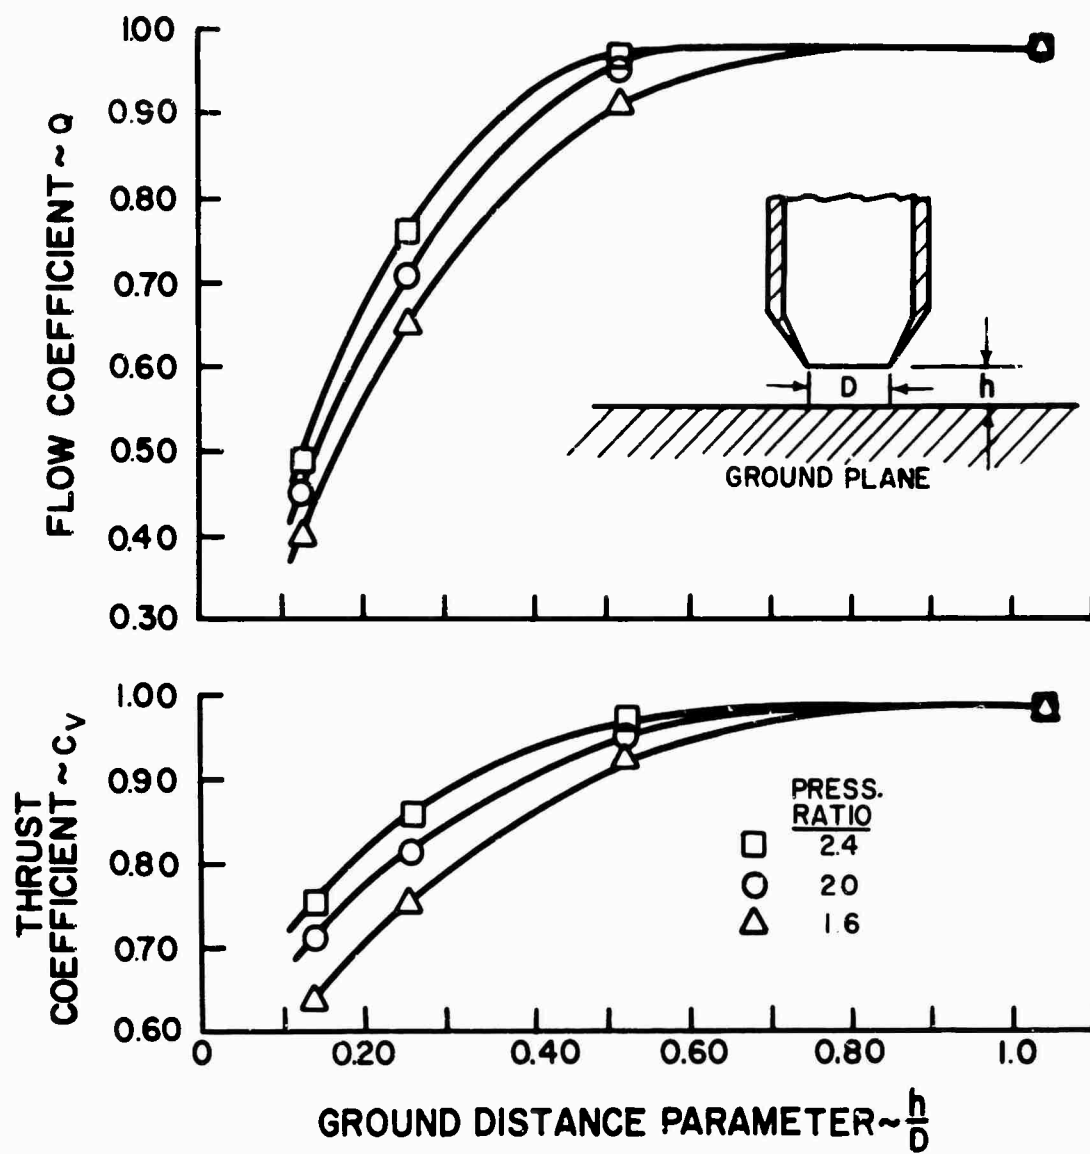 1.00
0.90
0.80
0.70
0.60
0.50
0.40
0.30
FLOW COEFFICIENT ~ Q
D
h
GROUND PLANE
1.00
0.90
0.80
0.70
0.60
THRUST
COEFFICIENT ~ CV
PRESS.
RATIO
2.4
2.0
1.6
0 0.20 0.40 0.60 0.80 1.0
GROUND DISTANCE PARAMETER ~ h/D